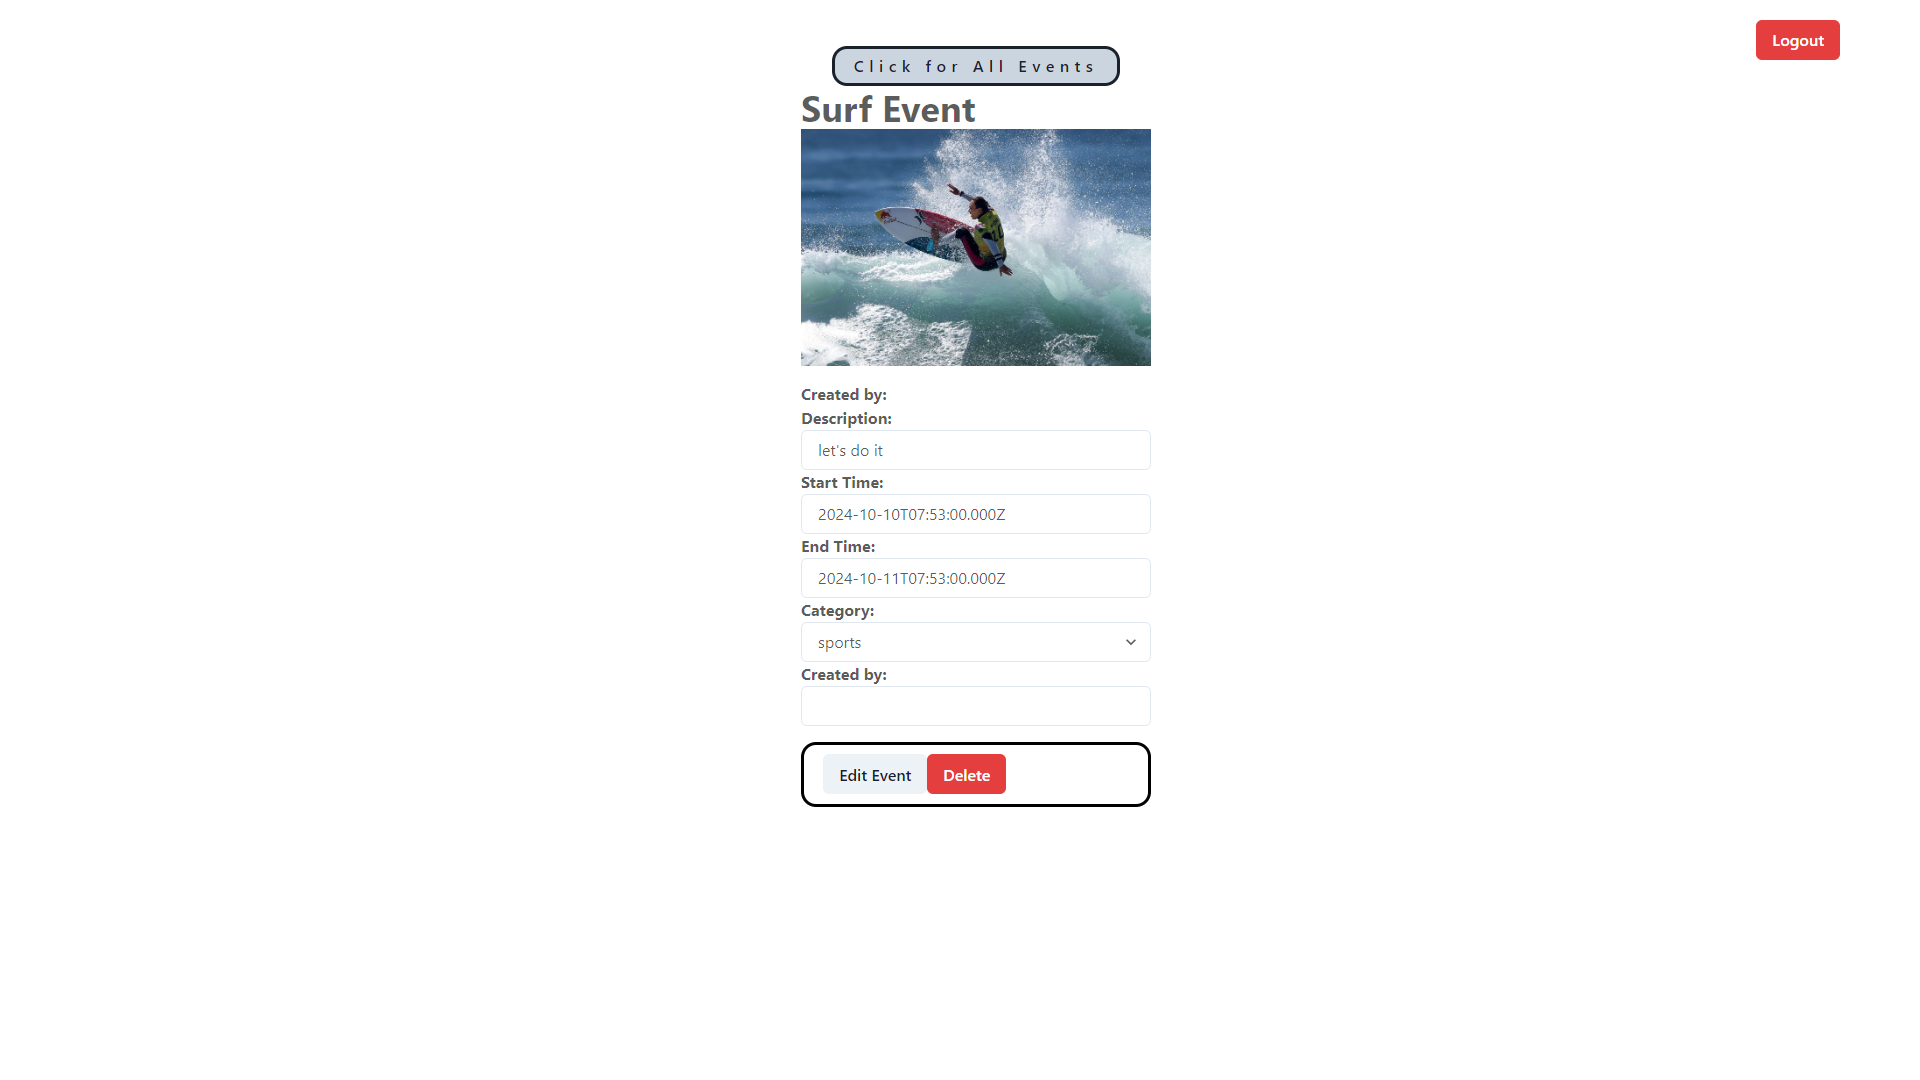 Logout
Click for All Events
Surf Event
Created by:
Description:
let's do it
Start Time:
2024-10-10T07:53:00.000Z
End Time:
2024-10-11T07:53:00.000Z
Category:
sports
Created by:
Edit Event
Delete